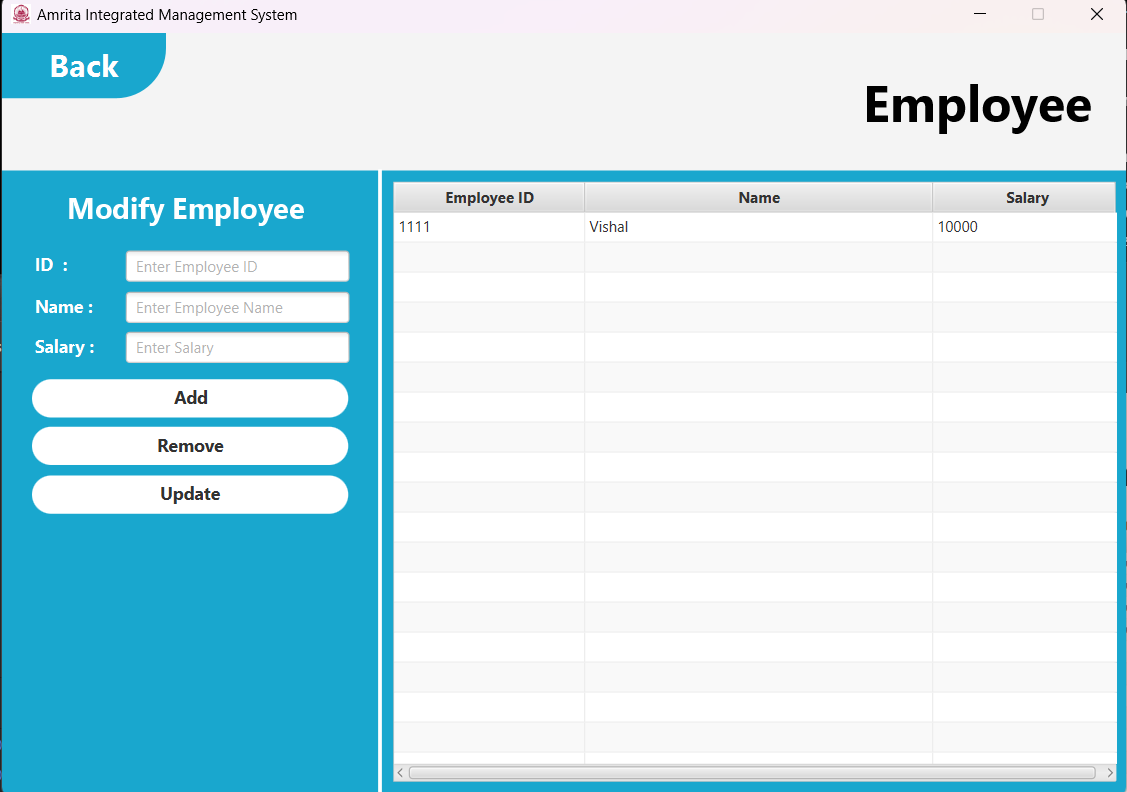 Amrita Integrated Management System
Back
Employee
Modify Employee
ID :
Enter Employee ID
Name :
Enter Employee Name
Salary :
Enter Salary
Add
Remove
Update
Employee ID Name Salary
1111 Vishal 10000